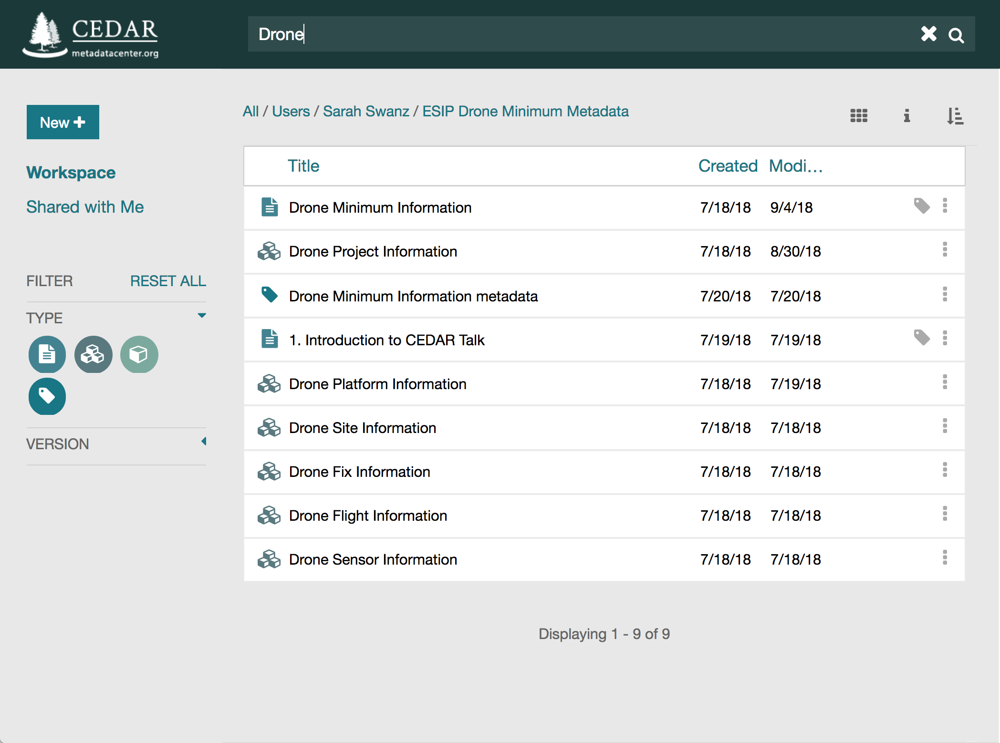 CEDAR
metadatacenter.org
Drone
New
All / Users / Sarah Swanz / ESIP Drone Minimum Metadata
Workspace
Shared with Me
FILTER RESET ALL
TYPE
VERSION
Title Created Modi...
Drone Minimum Information 7/18/18 9/4/18
Drone Project Information 7/18/18 8/30/18
Drone Minimum Information metadata 7/20/18 7/20/18
1. Introduction to CEDAR Talk 7/19/18 7/19/18
Drone Platform Information 7/18/18 7/19/18
Drone Site Information 7/18/18 7/18/18
Drone Fix Information 7/18/18 7/18/18
Drone Flight Information 7/18/18 7/18/18
Drone Sensor Information 7/18/18 7/18/18
Displaying 1 - 9 of 9